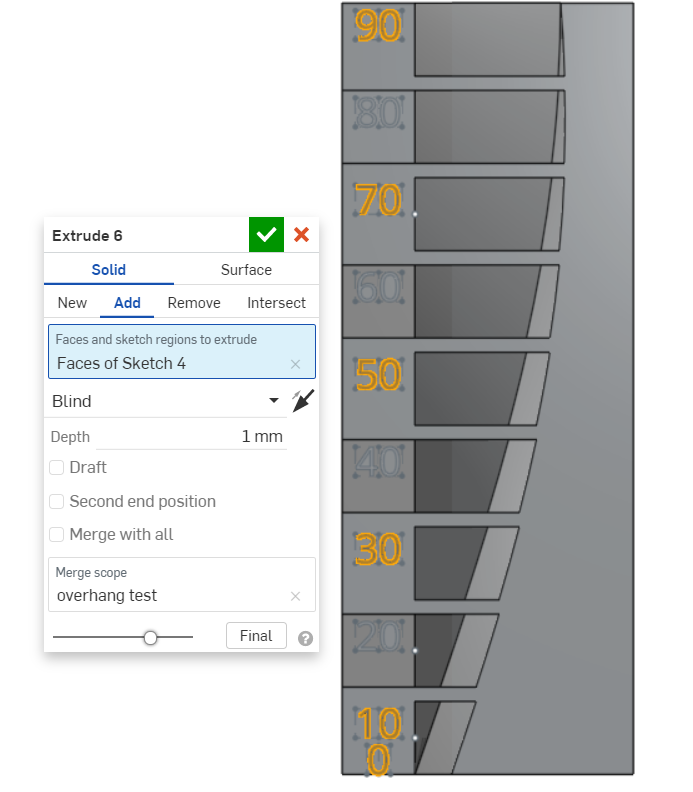 90
80
70
60
50
40
30
20
10
0
Extrude 6
Solid Surface
New Add Remove Intersect
Faces and sketch regions to extrude
Faces of Sketch 4
Blind
Depth 1 mm
Draft
Second end position
Merge with all
Merge scope
overhang test
Final ?